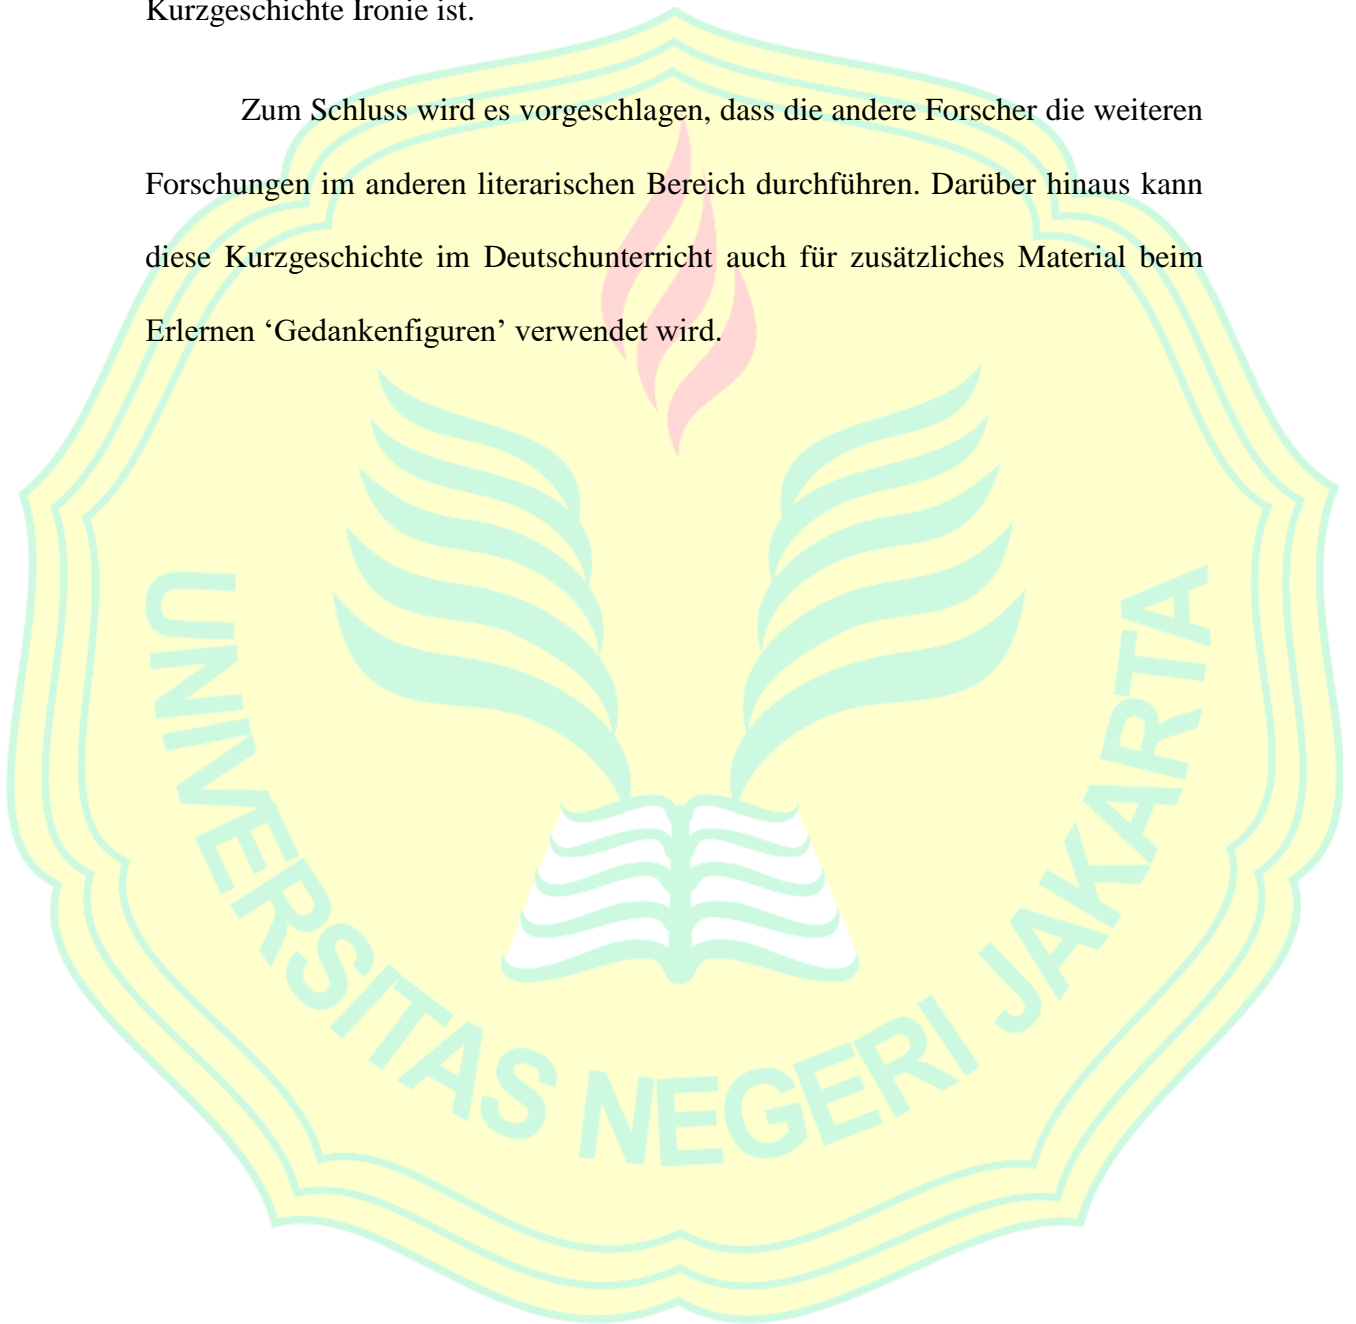 Kurzgeschichte Ironie ist.
Zum Schluss wird es vorgeschlagen, dass die andere Forscher die weiteren
Forschungen im anderen literarischen Bereich durchführen. Darüber hinaus kann
diese Kurzgeschichte im Deutschunterricht auch für zusätzliches Material beim
Erlernen ‘Gedankenfiguren’ verwendet wird.
UNIVERSITAS NEGERI JAKARTA